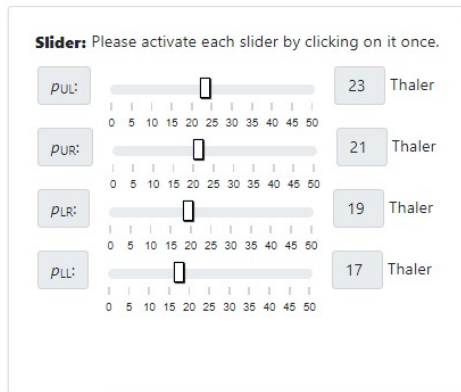 Slider: Please activate each slider by clicking on it once.
pUL: 23 Thaler
0 5 10 15 20 25 30 35 40 45 50
pUR: 21 Thaler
0 5 10 15 20 25 30 35 40 45 50
pLR: 19 Thaler
0 5 10 15 20 25 30 35 40 45 50
pLL: 17 Thaler
0 5 10 15 20 25 30 35 40 45 50